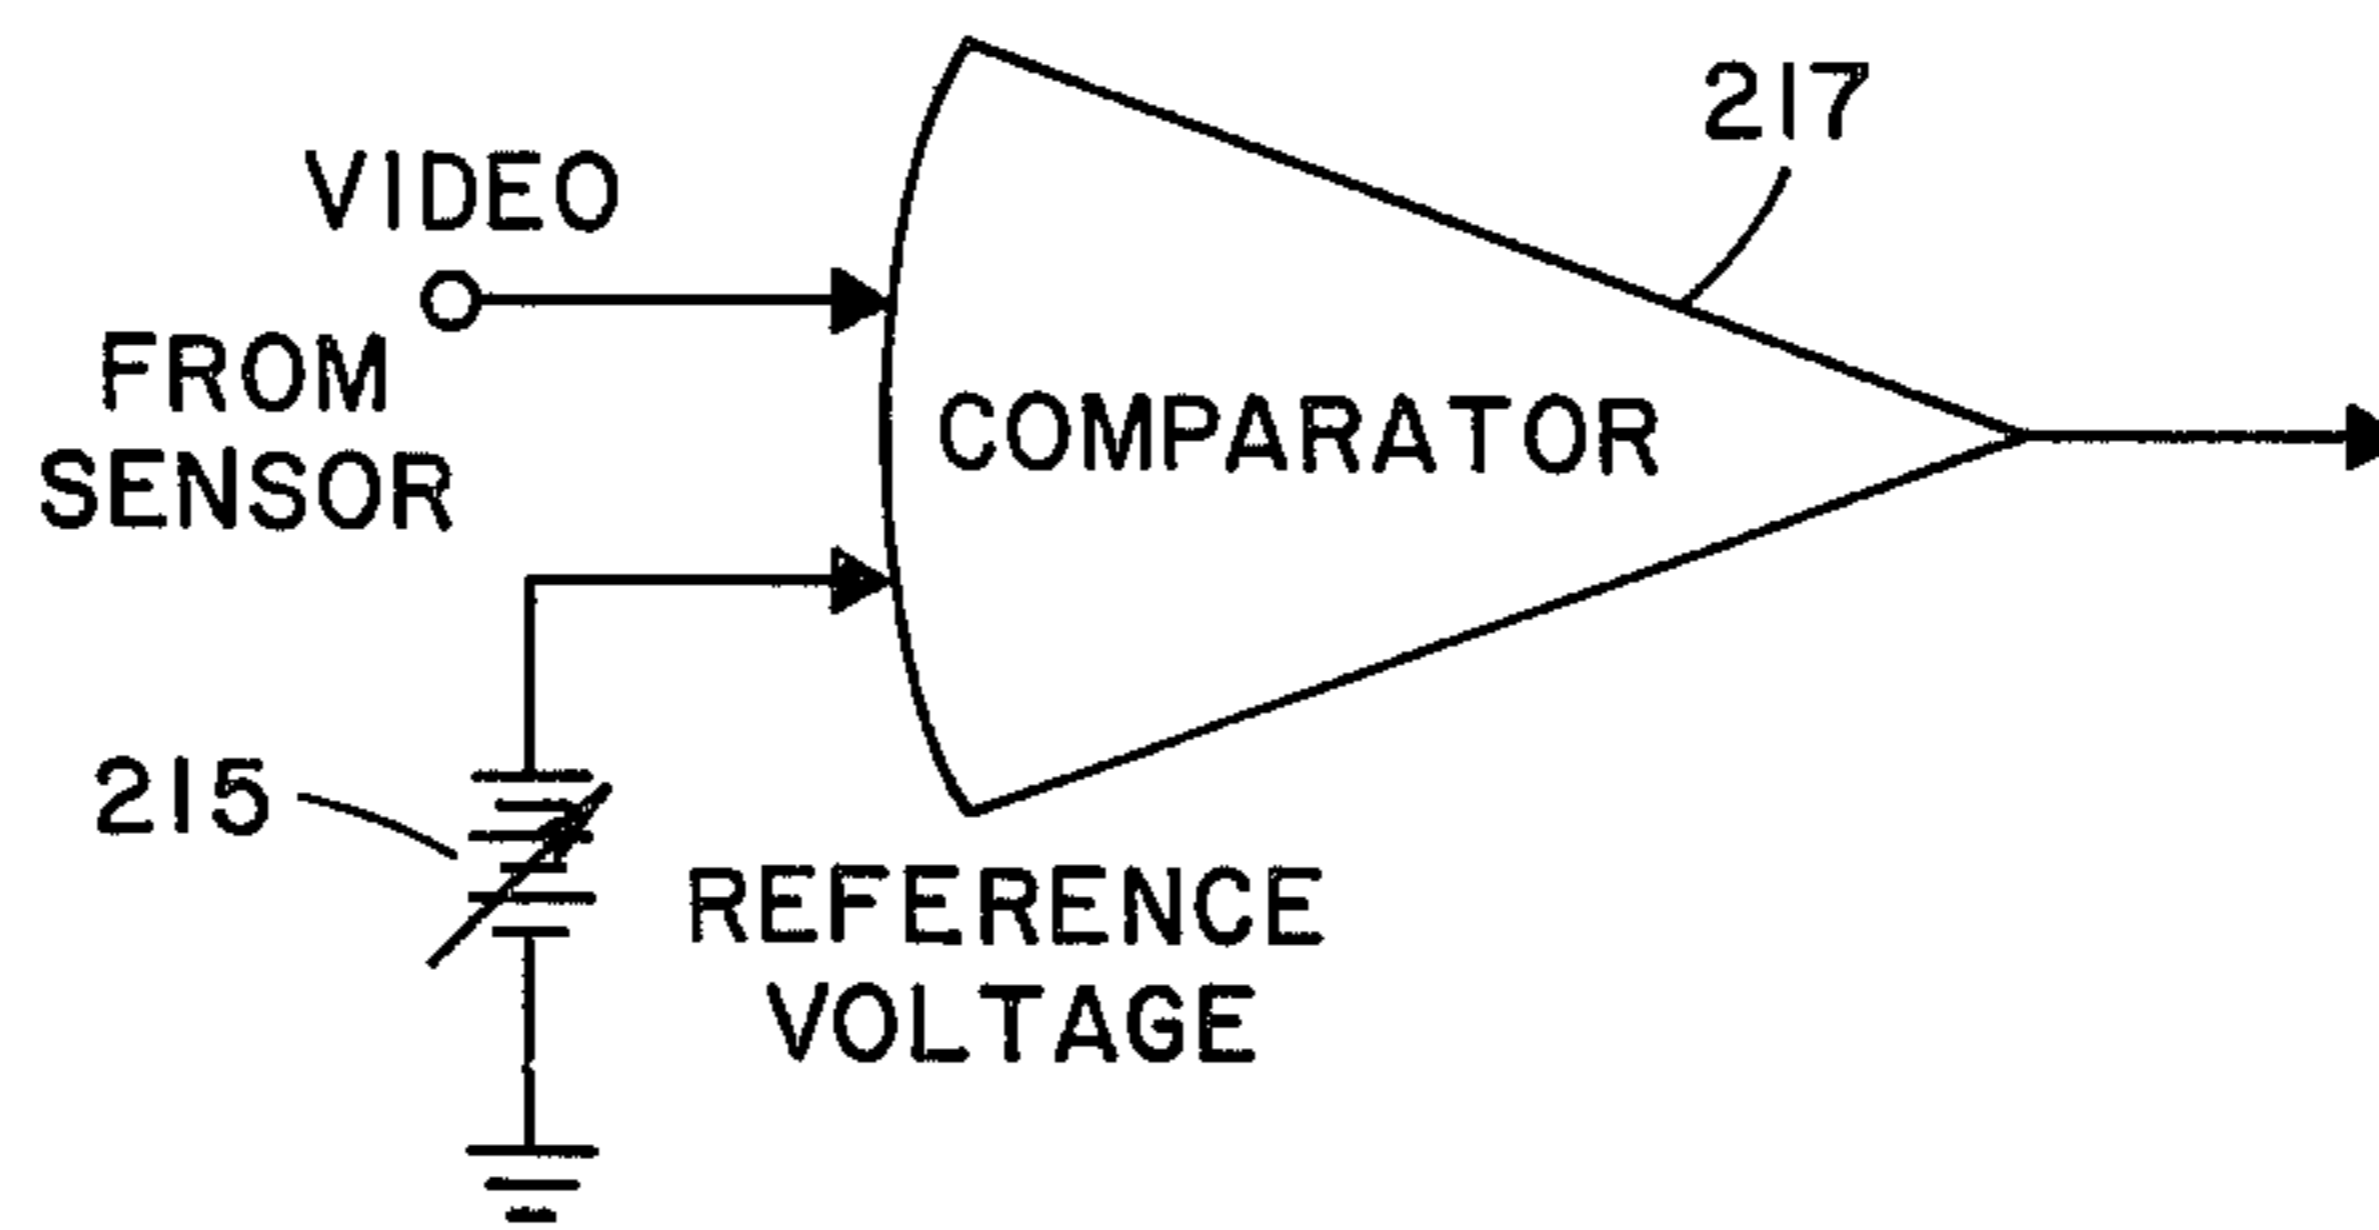 217
VIDEO
FROM
SENSOR
COMPARATOR
215
REFERENCE
VOLTAGE